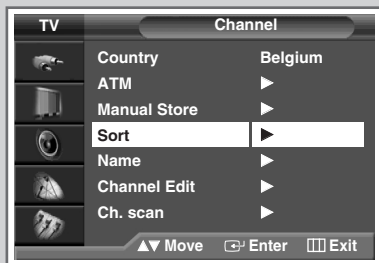 TV Channel
Country Belgium
ATM ▶
Manual Store ▶
Sort ▶
Name ▶
Channel Edit ▶
Ch. scan ▶
▲▼ Move Enter Exit